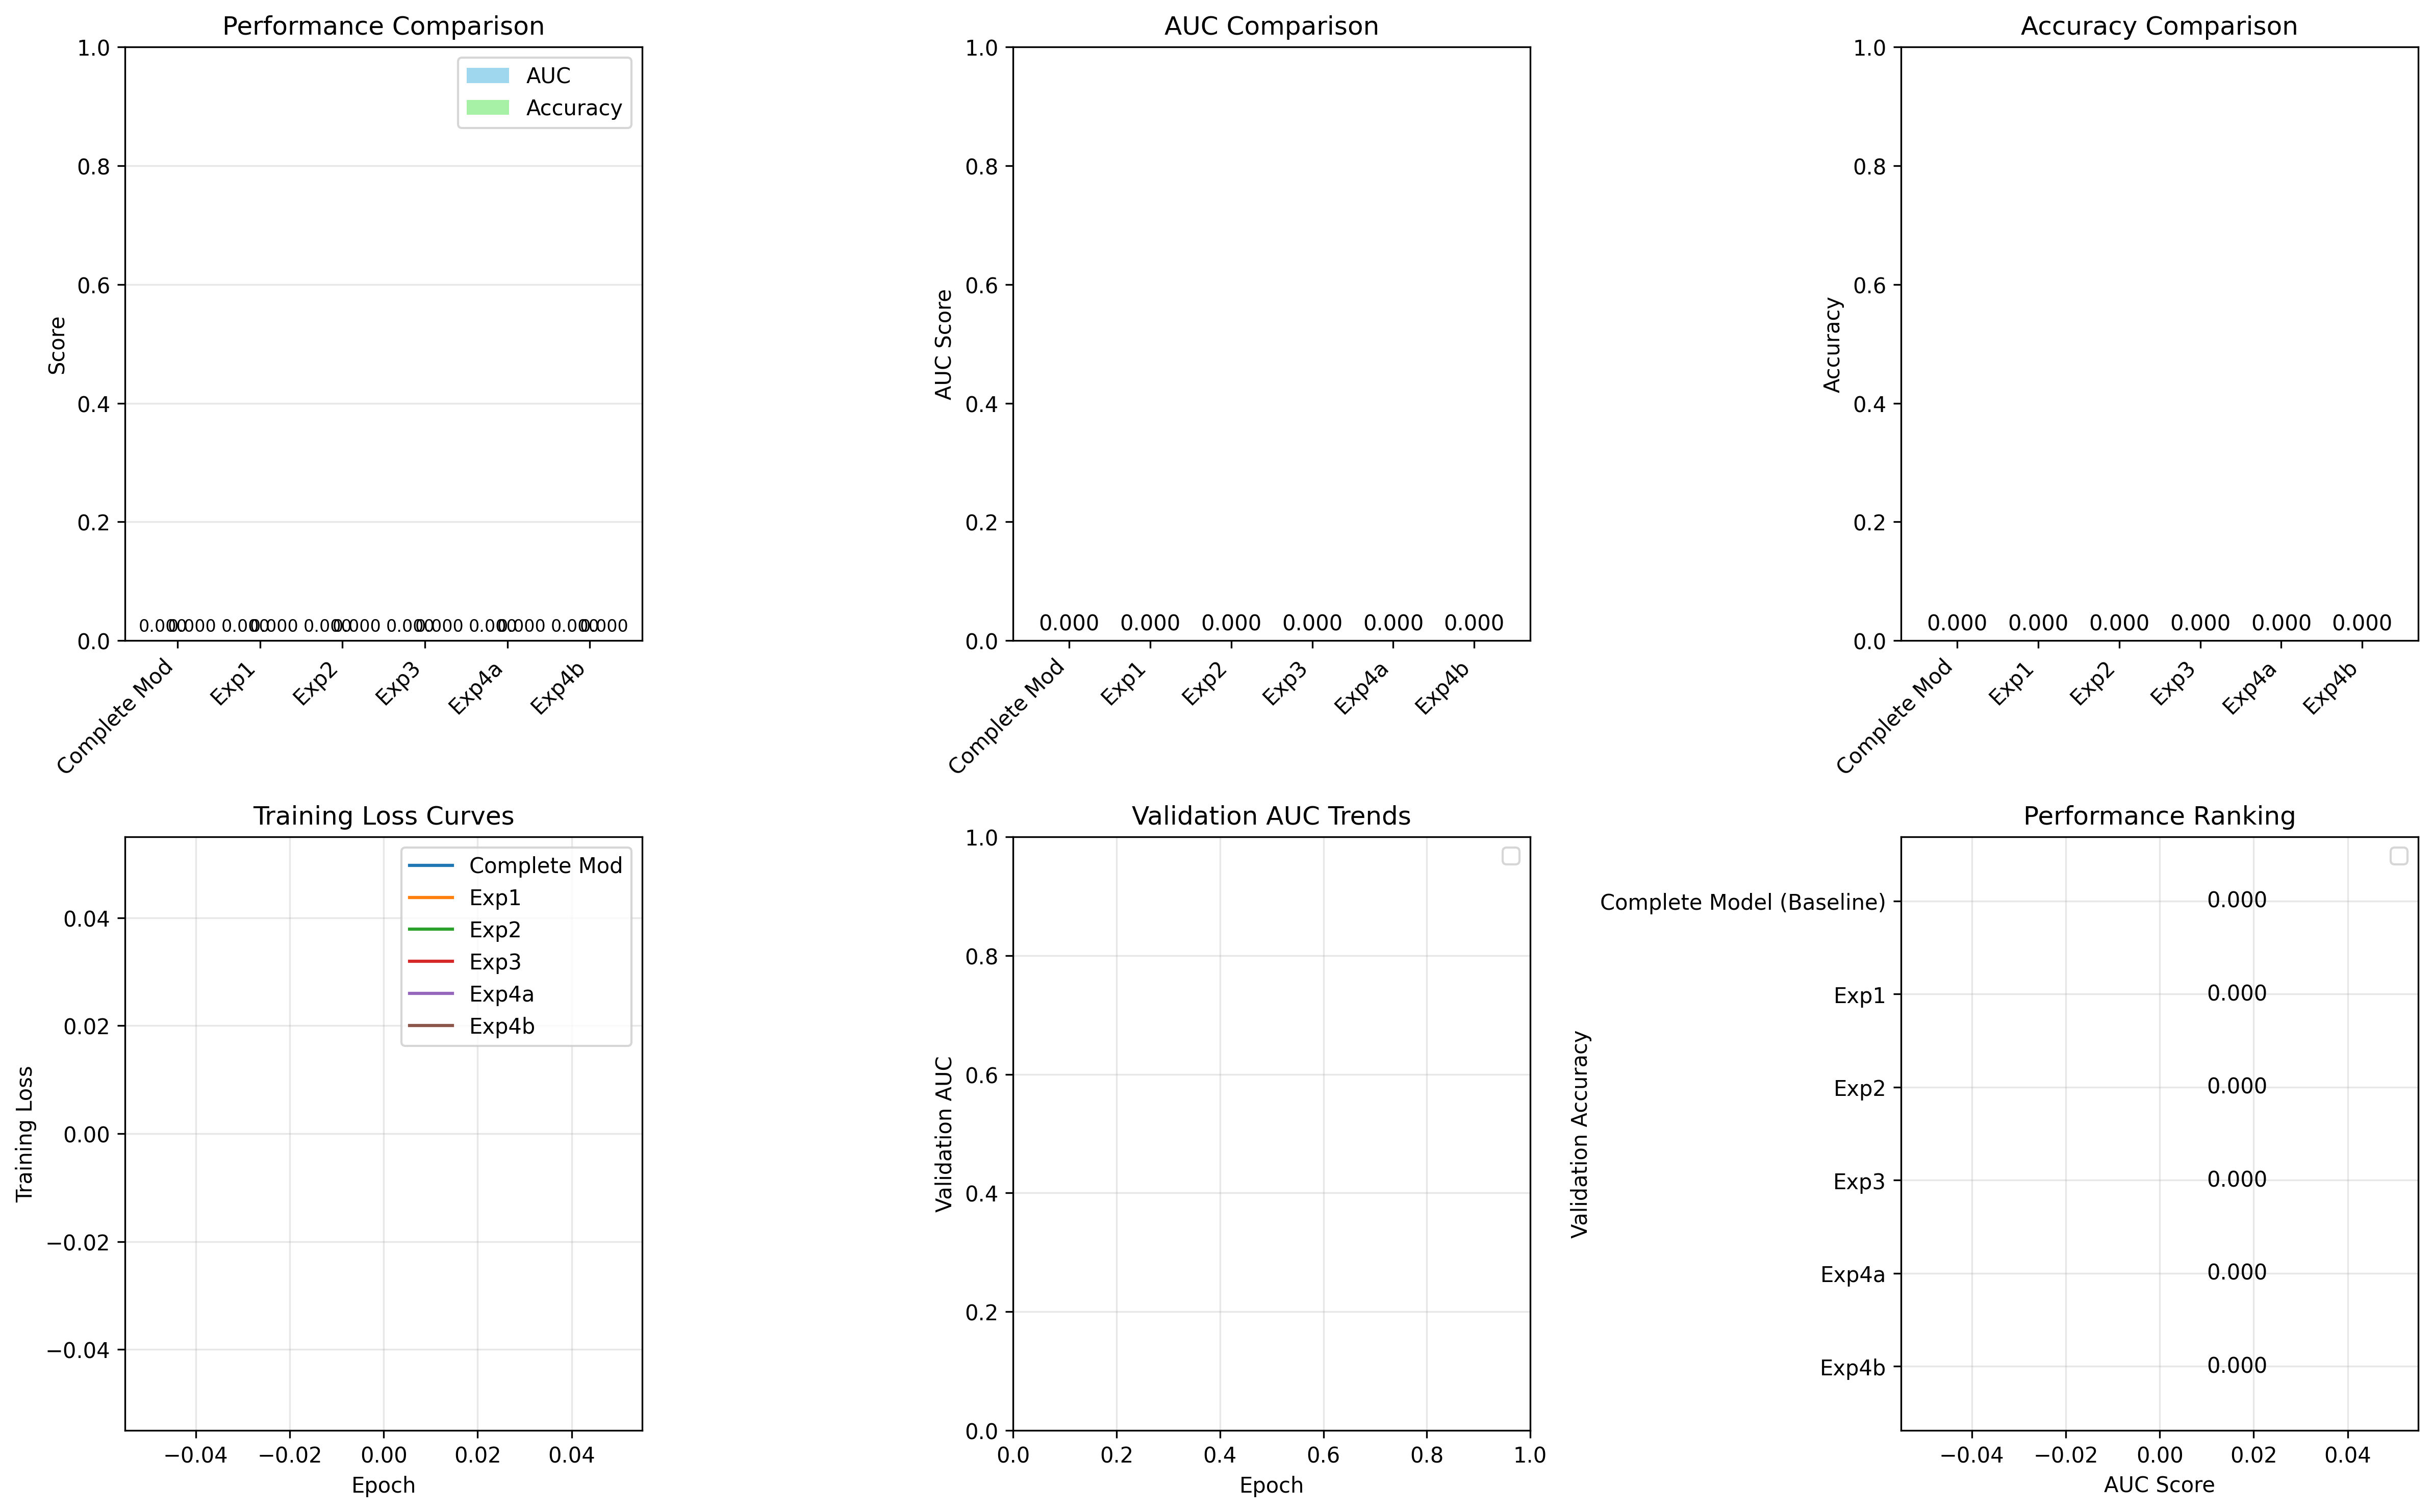 Performance Comparison
1.0
0.8
0.6
0.4
0.2
0.0
Score
AUC
Accuracy
0.000 0.000 0.000 0.000 0.000 0.000 0.000 0.000 0.000 0.000 0.000 0.000
Complete Mod Exp1 Exp2 Exp3 Exp4a Exp4b
AUC Comparison
1.0
0.8
0.6
0.4
0.2
0.0
AUC Score
0.000 0.000 0.000 0.000 0.000 0.000
Complete Mod Exp1 Exp2 Exp3 Exp4a Exp4b
Accuracy Comparison
1.0
0.8
0.6
0.4
0.2
0.0
Accuracy
0.000 0.000 0.000 0.000 0.000 0.000
Complete Mod Exp1 Exp2 Exp3 Exp4a Exp4b
Training Loss Curves
Complete Mod
Exp1
Exp2
Exp3
Exp4a
Exp4b
0.04
0.02
0.00
−0.02
−0.04
Training Loss
−0.04 −0.02 0.00 0.02 0.04
Epoch
Validation AUC Trends
1.0
0.8
0.6
0.4
0.2
0.0
Validation AUC
0.0 0.2 0.4 0.6 0.8 1.0
Epoch
Validation Accuracy
Performance Ranking
Complete Model (Baseline) 0.000
Exp1 0.000
Exp2 0.000
Exp3 0.000
Exp4a 0.000
Exp4b 0.000
−0.04 −0.02 0.00 0.02 0.04
AUC Score